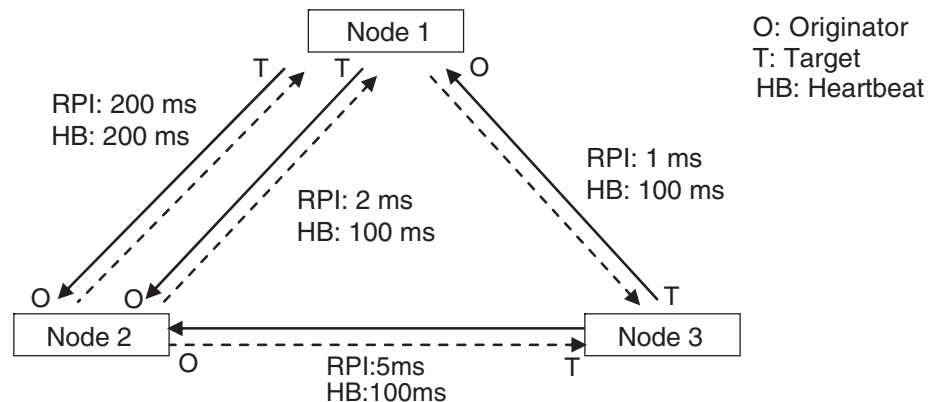 Node 1
O: Originator
T: Target
HB: Heartbeat
T
T
O
RPI: 200 ms
HB: 200 ms
RPI: 2 ms
HB: 100 ms
RPI: 1 ms
HB: 100 ms
O
O
T
Node 2
Node 3
O
T
RPI:5ms
HB:100ms